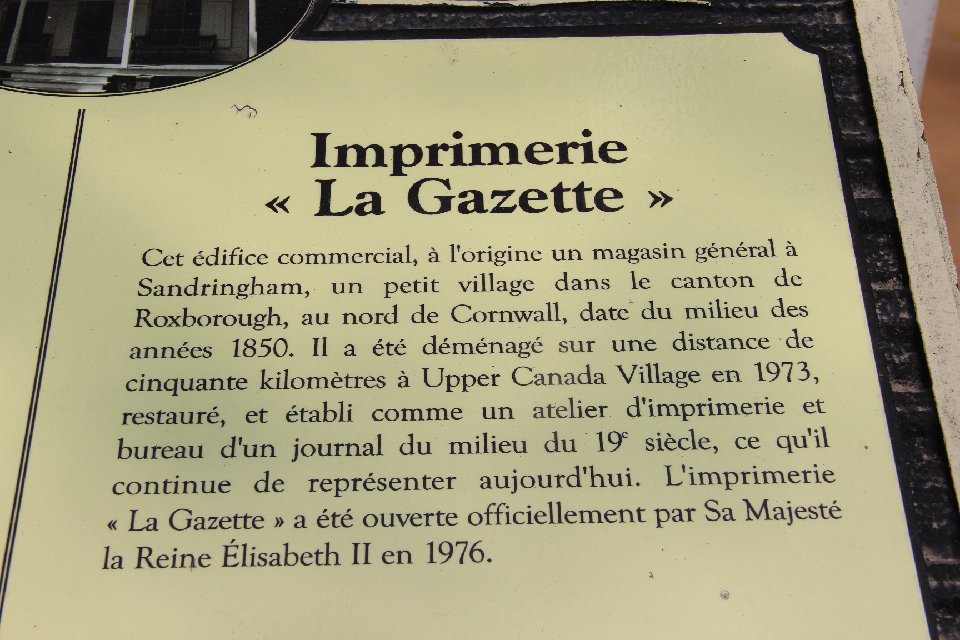 Imprimerie
« La Gazette »
Cet édifice commercial, à l'origine un magasin général à
Sandringham, un petit village dans le canton de
Roxborough, au nord de Cornwall, date du milieu des
années 1850. Il a été déménagé sur une distance de
cinquante kilomètres à Upper Canada Village en 1973,
restauré, et établi comme un atelier d'imprimerie et
bureau d'un journal du milieu du 19e siècle, ce qu'il
continue de représenter aujourd'hui. L'imprimerie
« La Gazette » a été ouverte officiellement par Sa Majesté
la Reine Élisabeth II en 1976.